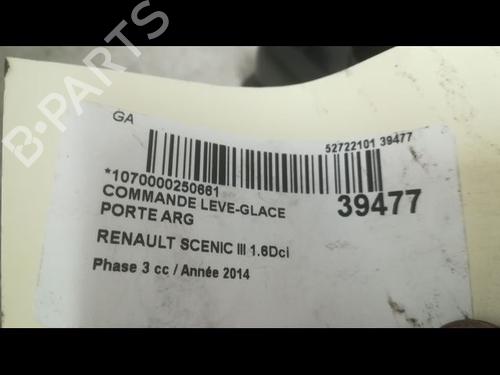 B-PARTS
GA
52722101 39477
*1070000250661
COMMANDE LEVE-GLACE
PORTE ARG
39477
RENAULT SCENIC III 1.6Dci
Phase 3 cc / Année 2014